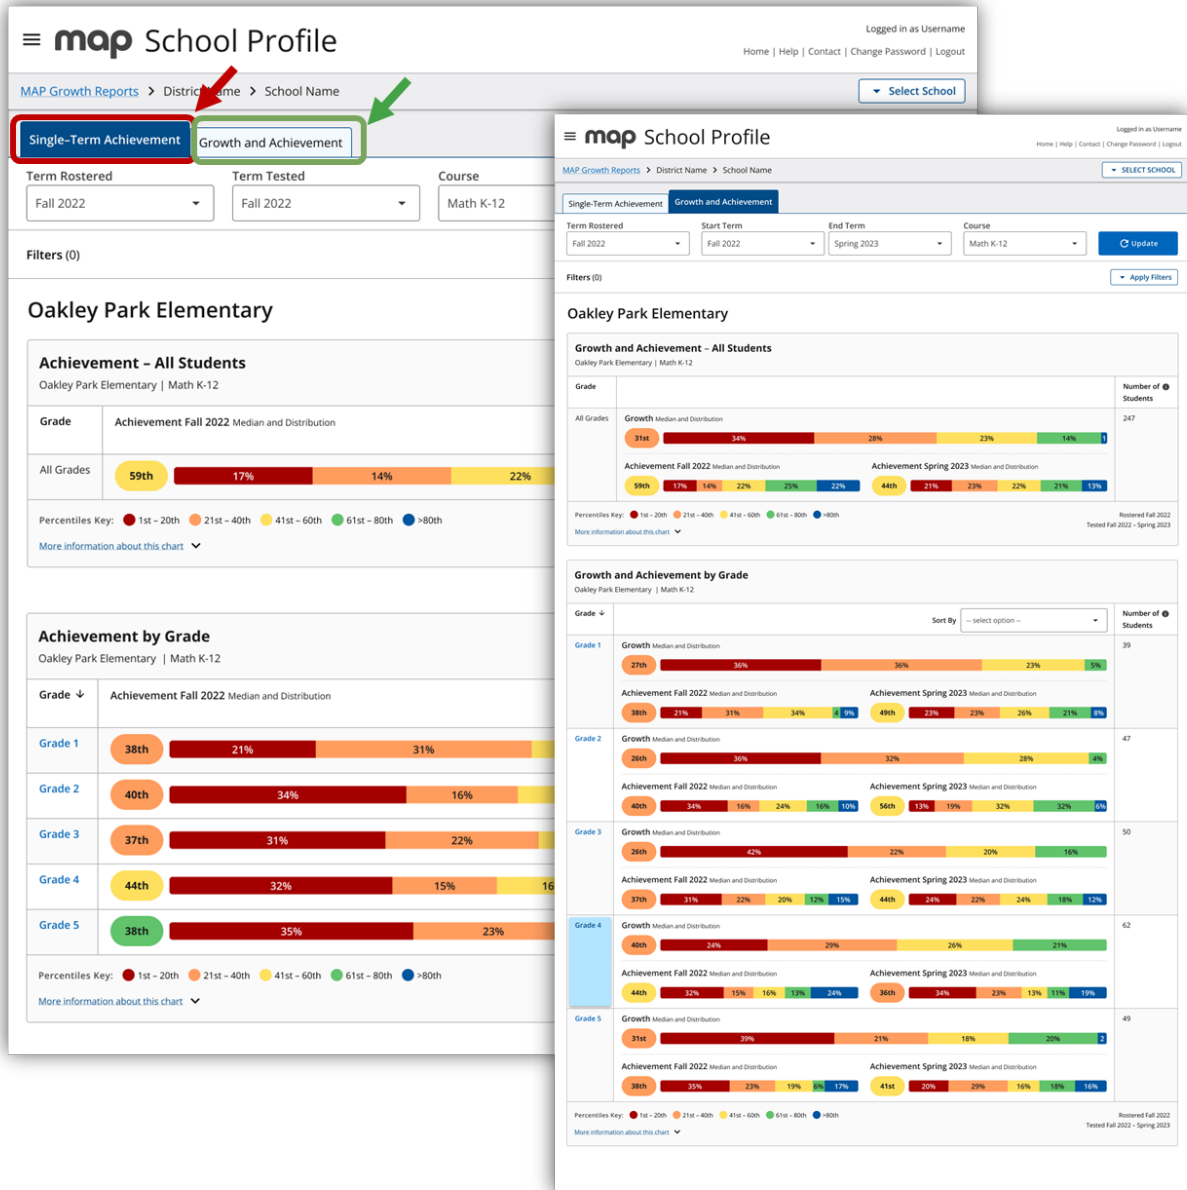 map School Profile
Logged in as Username
Home | Help | Contact | Change Password | Logout
MAP Growth Reports > District Name > School Name
Select School
Single-Term Achievement
Growth and Achievement
Term Rostered
Term Tested
Course
Fall 2022
Fall 2022
Math K-12
Filters (0)
Oakley Park Elementary
Achievement – All Students
Oakley Park Elementary | Math K-12
Grade
Achievement Fall 2022 Median and Distribution
All Grades
59th 17% 14% 22%
Percentiles Key: 1st – 20th 21st – 40th 41st – 60th 61st – 80th >80th
More information about this chart
Achievement by Grade
Oakley Park Elementary | Math K-12
Grade ↓
Achievement Fall 2022 Median and Distribution
Grade 1 38th 21% 31%
Grade 2 40th 34% 16%
Grade 3 37th 31% 22%
Grade 4 44th 32% 15% 16
Grade 5 38th 35% 23%
Percentiles Key: 1st – 20th 21st – 40th 41st – 60th 61st – 80th >80th
More information about this chart
map School Profile
Logged in as Username
Home | Help | Contact | Change Password | Logout
MAP Growth Reports > District Name > School Name
SELECT SCHOOL
Single-Term Achievement
Growth and Achievement
Term Rostered
Start Term
End Term
Course
Fall 2022
Fall 2022
Spring 2023
Math K-12
Update
Filters (0)
Apply Filters
Oakley Park Elementary
Growth and Achievement – All Students
Oakley Park Elementary | Math K-12
Grade
Number of
Students
All Grades
Growth Median and Distribution
247
31st 34% 28% 23% 14% 1
Achievement Fall 2022 Median and Distribution
Achievement Spring 2023 Median and Distribution
59th 17% 14% 22% 25% 22%
44th 21% 23% 22% 21% 13%
Percentiles Key: 1st – 20th 21st – 40th 41st – 60th 61st – 80th >80th
Rostered Fall 2022
Tested Fall 2022 – Spring 2023
More information about this chart
Growth and Achievement by Grade
Oakley Park Elementary | Math K-12
Grade ↓
Sort By
-- select option --
Number of
Students
Grade 1
Growth Median and Distribution
39
27th 36% 36% 23% 5%
Achievement Fall 2022 Median and Distribution
Achievement Spring 2023 Median and Distribution
38th 21% 31% 34% 4 9%
49th 23% 23% 26% 21% 8%
Grade 2
Growth Median and Distribution
47
26th 36% 32% 28% 4%
Achievement Fall 2022 Median and Distribution
Achievement Spring 2023 Median and Distribution
40th 34% 16% 24% 16% 10%
56th 13% 19% 32% 32% 6%
Grade 3
Growth Median and Distribution
50
26th 42% 22% 20% 16%
Achievement Fall 2022 Median and Distribution
Achievement Spring 2023 Median and Distribution
37th 31% 22% 20% 12% 15%
44th 24% 22% 24% 18% 12%
Grade 4
Growth Median and Distribution
62
40th 24% 29% 26% 21%
Achievement Fall 2022 Median and Distribution
Achievement Spring 2023 Median and Distribution
44th 32% 15% 16% 13% 24%
36th 34% 23% 13% 11% 19%
Grade 5
Growth Median and Distribution
49
31st 39% 21% 18% 20% 2
Achievement Fall 2022 Median and Distribution
Achievement Spring 2023 Median and Distribution
38th 35% 23% 19% 6% 17%
41st 20% 29% 16% 18% 16%
Percentiles Key: 1st – 20th 21st – 40th 41st – 60th 61st – 80th >80th
Rostered Fall 2022
Tested Fall 2022 – Spring 2023
More information about this chart